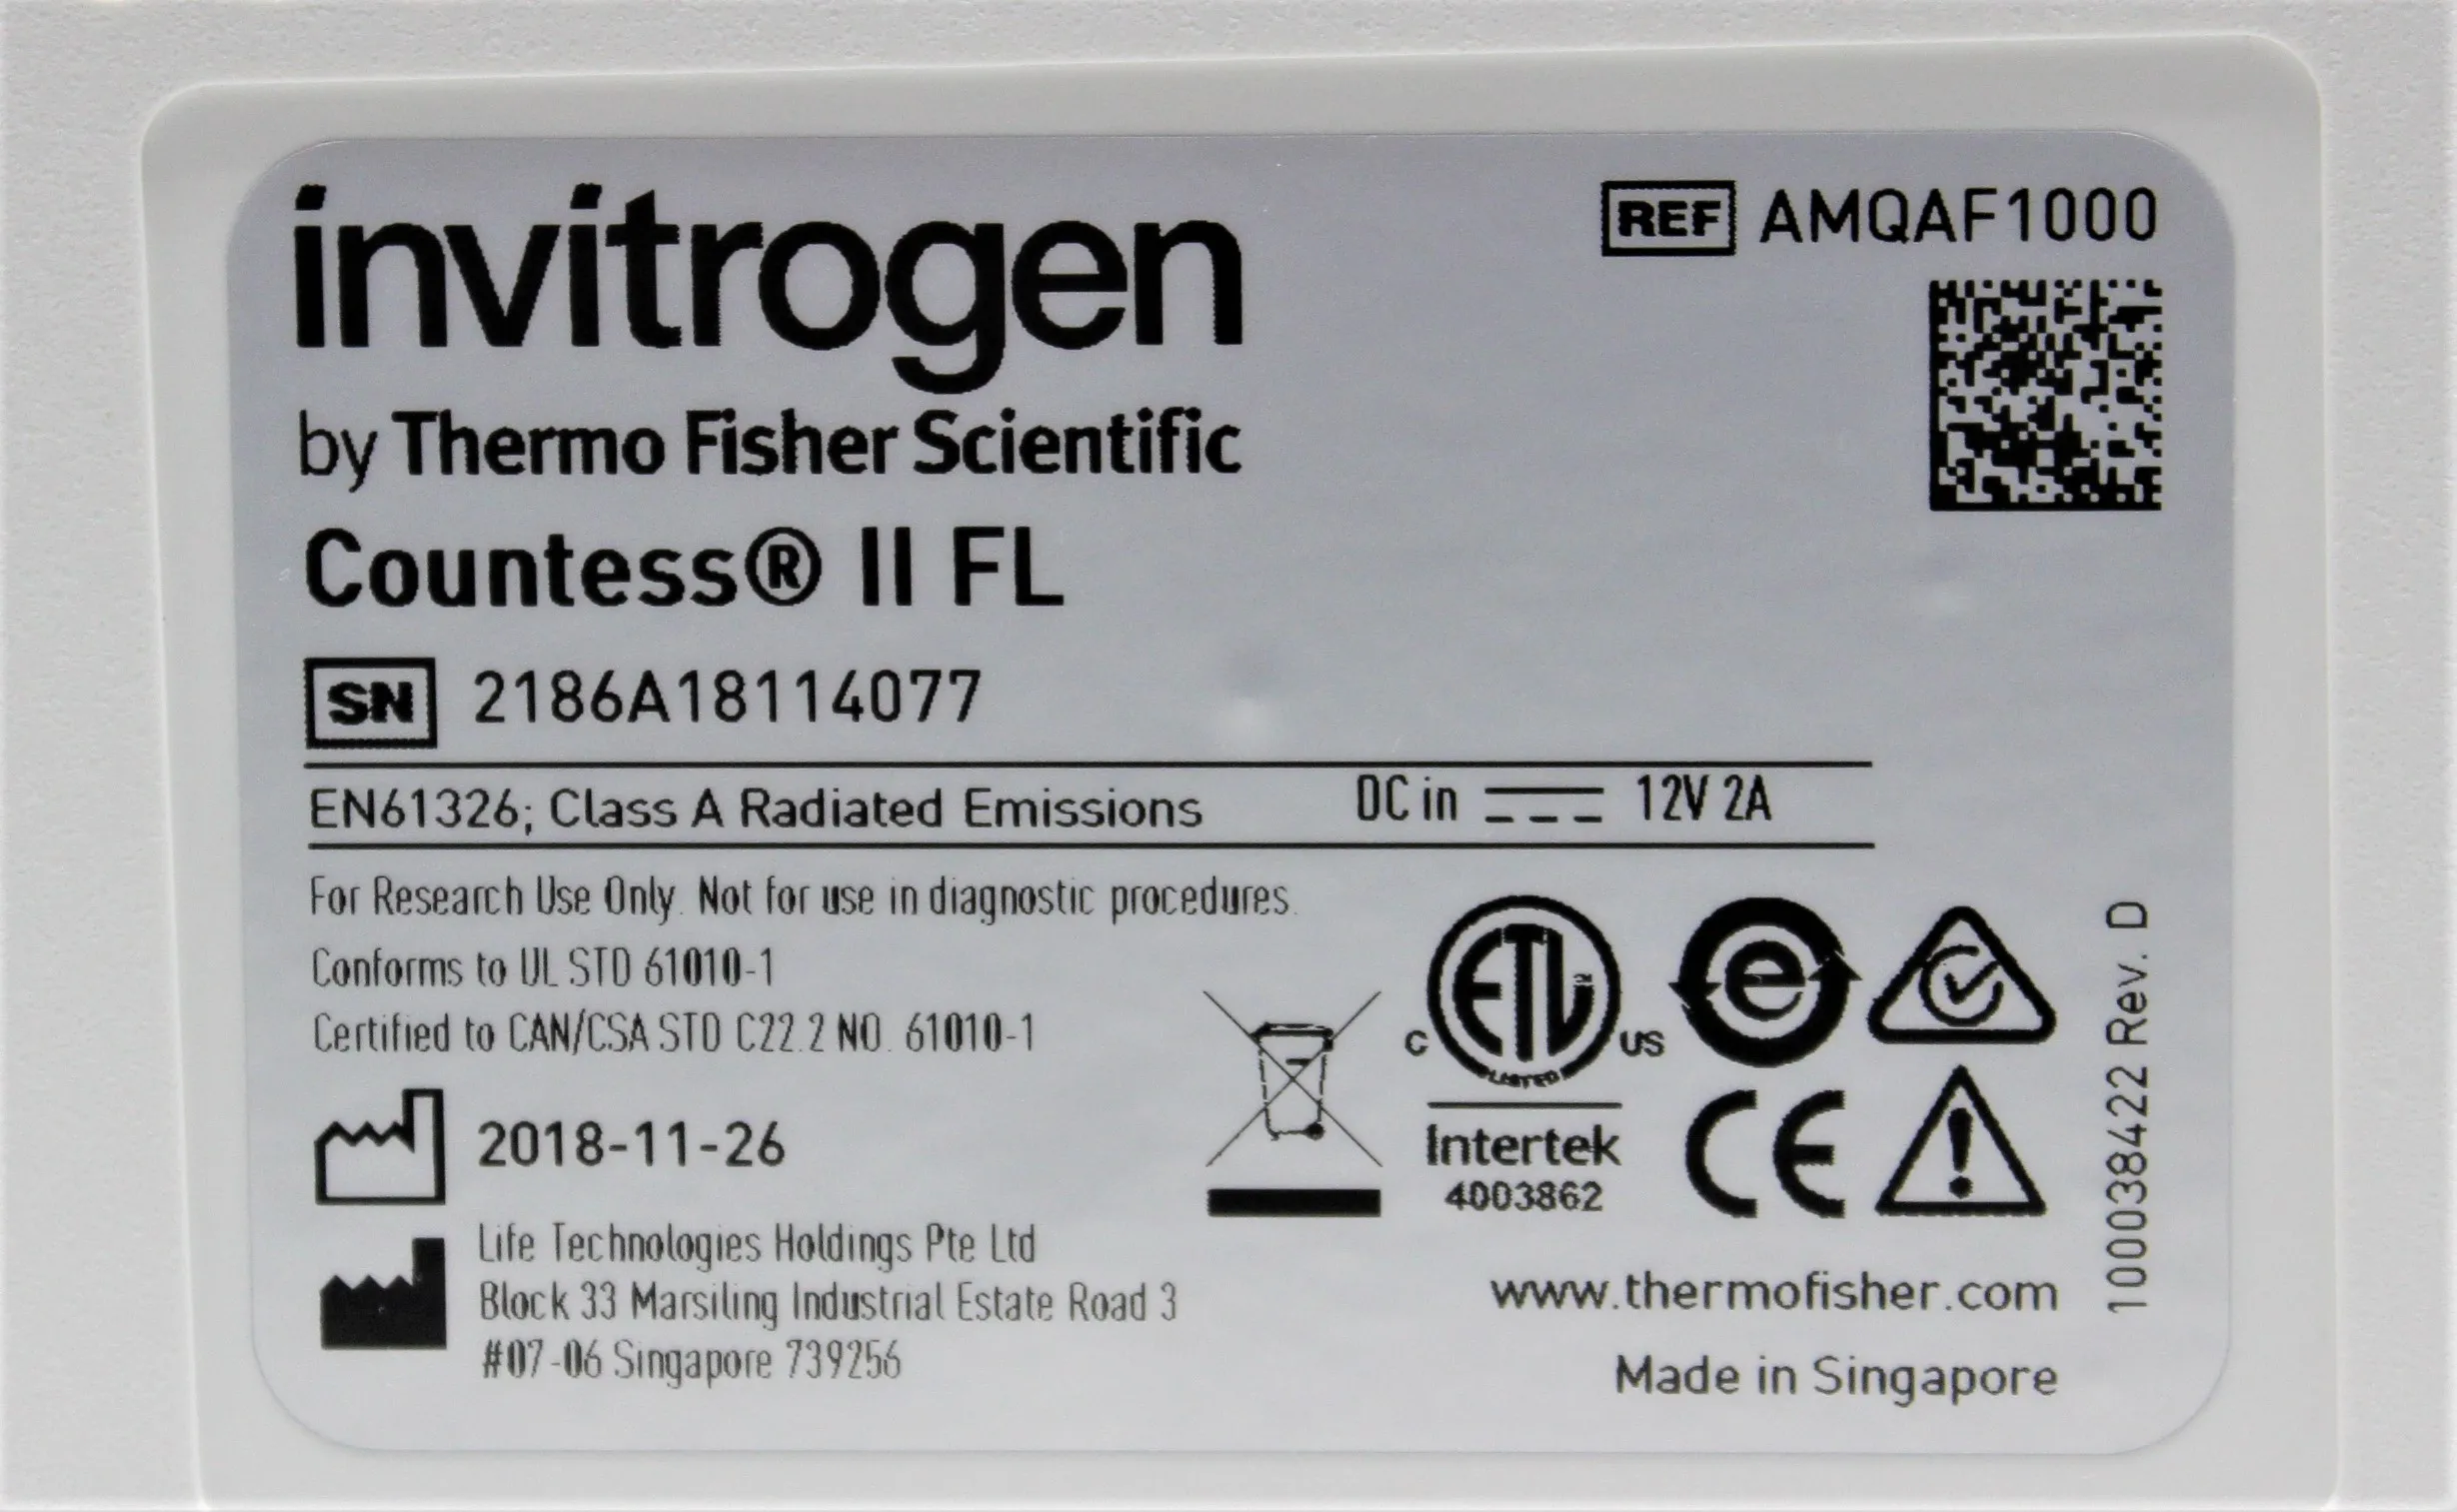 invitrogen
by Thermo Fisher Scientific
REF AMQAF1000
Countess® II FL
SN 2186A18114077
EN61326; Class A Radiated Emissions
DC in 12V 2A
For Research Use Only. Not for use in diagnostic procedures.
Conforms to UL STD 61010-1
Certified to CAN/CSA STD C22.2 NO. 61010-1
2018-11-26
Life Technologies Holdings Pte Ltd
Block 33 Marsiling Industrial Estate Road 3
#07-06 Singapore 739256
C ETL US
LISTED
Intertek
4003862
e
CE
www.thermofisher.com
Made in Singapore
100038422 Rev. D